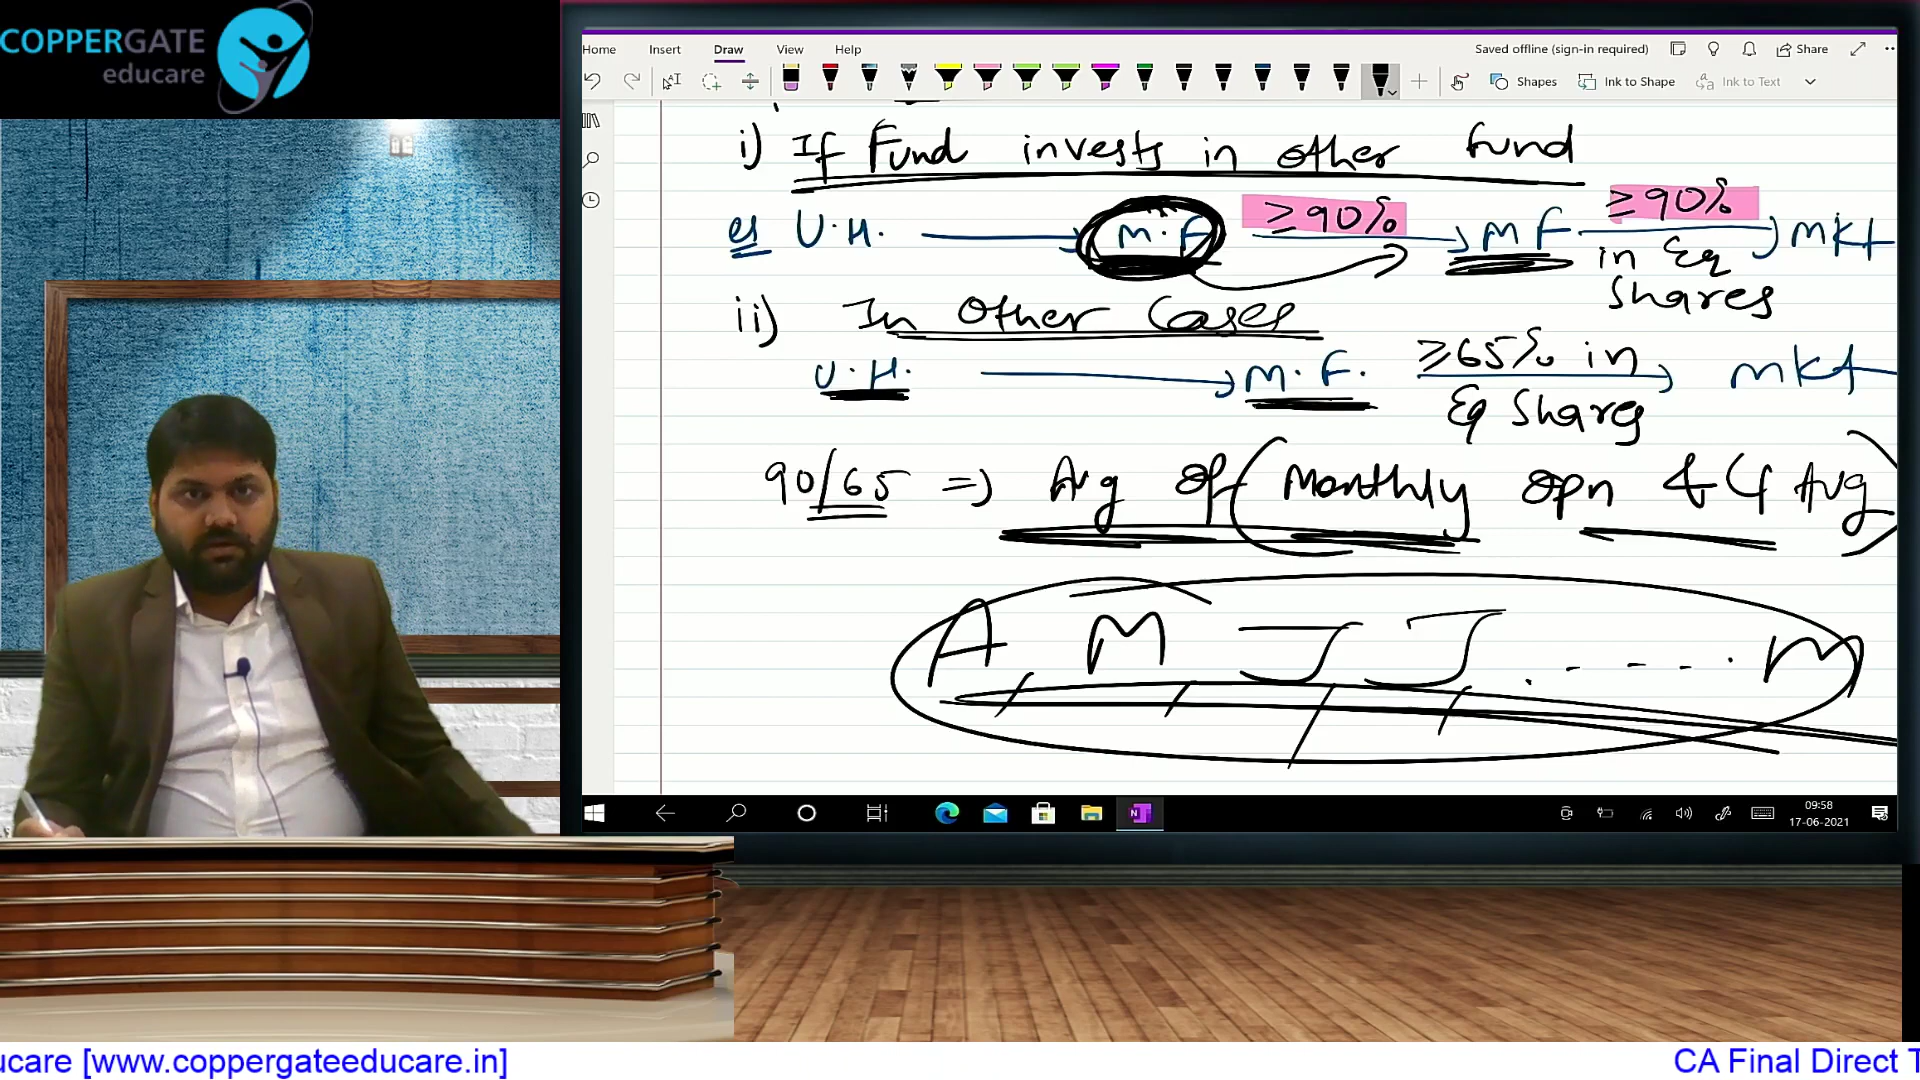 COPPERGATE
educare
Home Insert Draw View Help Saved offline (sign-in required) Share
Shapes Ink to Shape Ink to Text
i) If Fund invests in other fund
eg U.H. M.F ≥90% MF ≥90% mkt
in Eq
Shares
ii) In Other Cases
U.H. M.F. ≥65% in mkt
Eq Shares
90/65 => Avg of (Monthly opn & Cl Avg)
A, M J J . - - - . M
09:58
17-06-2021
ucare [www.coppergateeducare.in] CA Final Direct T